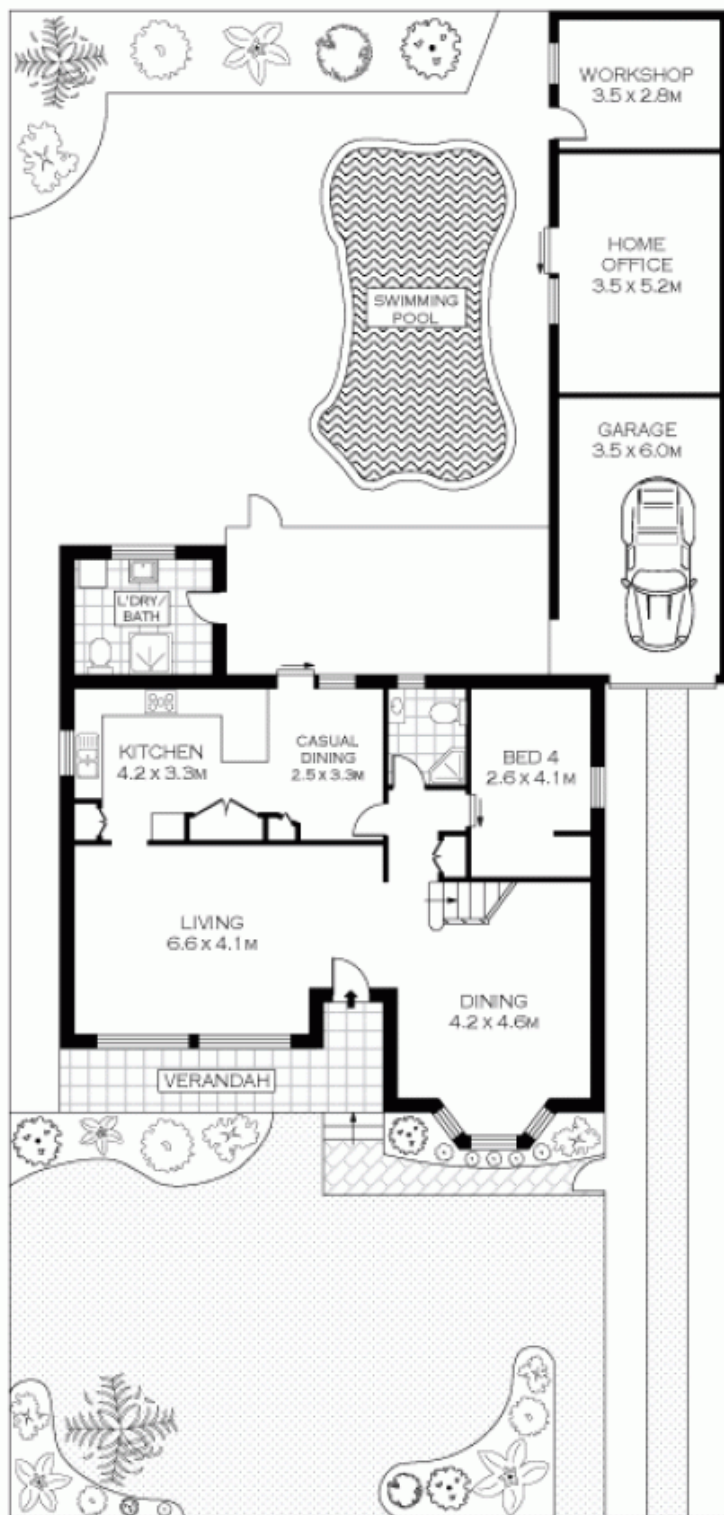 WORKSHOP
3.5 X 2.8M
HOME
OFFICE
3.5 X 5.2M
SWIMMING
POOL
GARAGE
3.5 X 6.0M
L'DRY/
BATH
KITCHEN
4.2 X 3.3M
CASUAL
DINING
2.5 X 3.3M
BED 4
2.6 X 4.1M
LIVING
6.6 X 4.1M
DINING
4.2 X 4.6M
VERANDAH